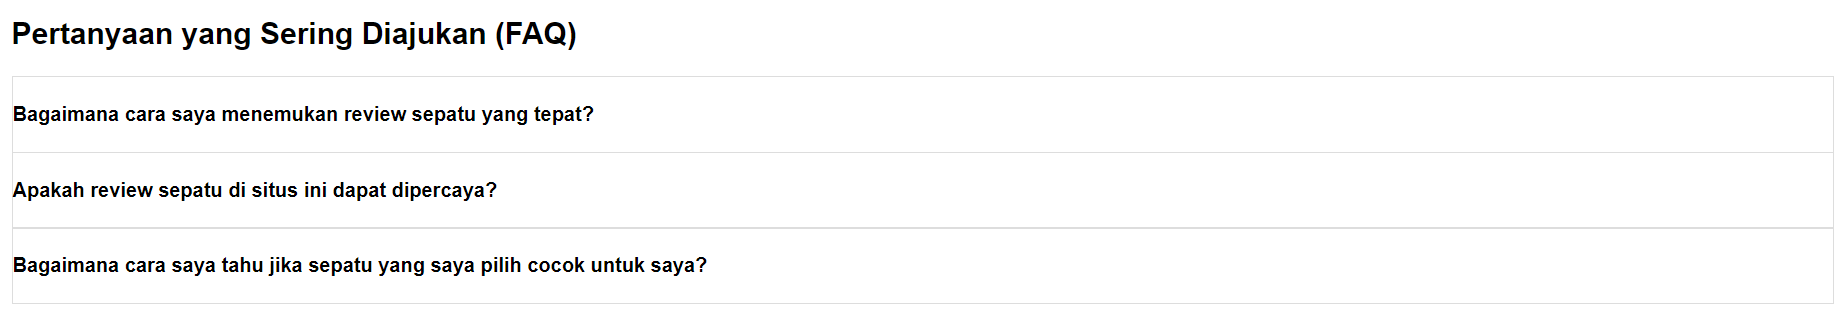 Pertanyaan yang Sering Diajukan (FAQ)
Bagaimana cara saya menemukan review sepatu yang tepat?
Apakah review sepatu di situs ini dapat dipercaya?
Bagaimana cara saya tahu jika sepatu yang saya pilih cocok untuk saya?